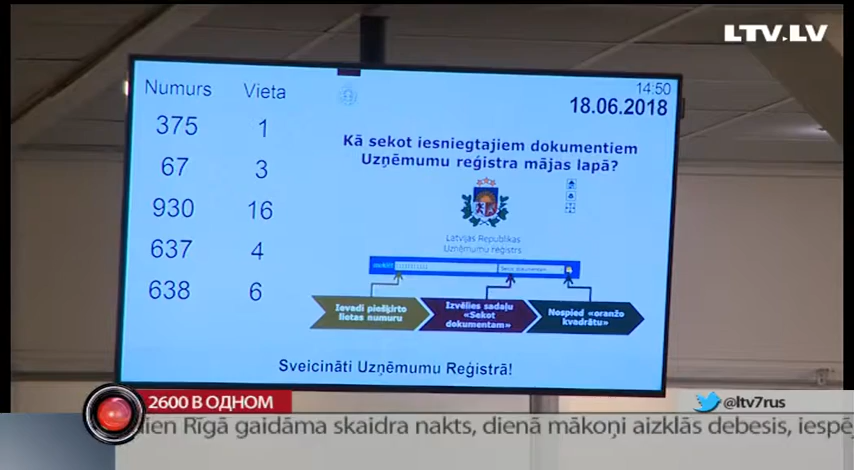 LTV.LV
14:50
18.06.2018
Numurs Vieta
375 1
67 3
930 16
637 4
638 6
Kā sekot iesniegtajiem dokumentiem
Uzņēmumu reģistra mājas lapā?
Latvijas Republikas
Uzņēmumu reģistrs
Ievadi piešķirto
lietas numuru
Izvēlies sadaļu
«Sekot
dokumentam»
Nospied «oranžo
kvadrātu»
Sveicināti Uzņēmumu Reģistrā!
2600 В ОДНОМ
@ltv7rus
dien Rīgā gaidāma skaidra nakts, dienā mākoņi aizklās debesis, iespēj